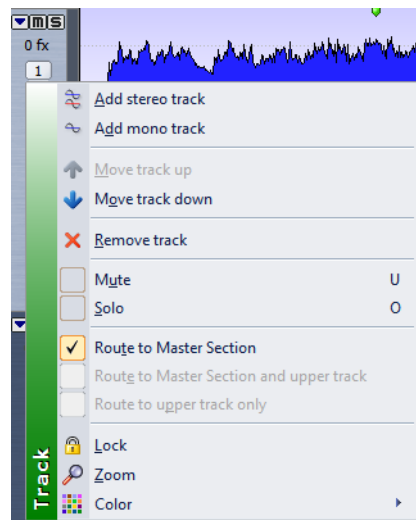 m s
0 fx
1
Add stereo track
Add mono track
Move track up
Move track down
Remove track
Mute U
Solo O
Route to Master Section
Route to Master Section and upper track
Route to upper track only
Lock
Zoom
Color
Track